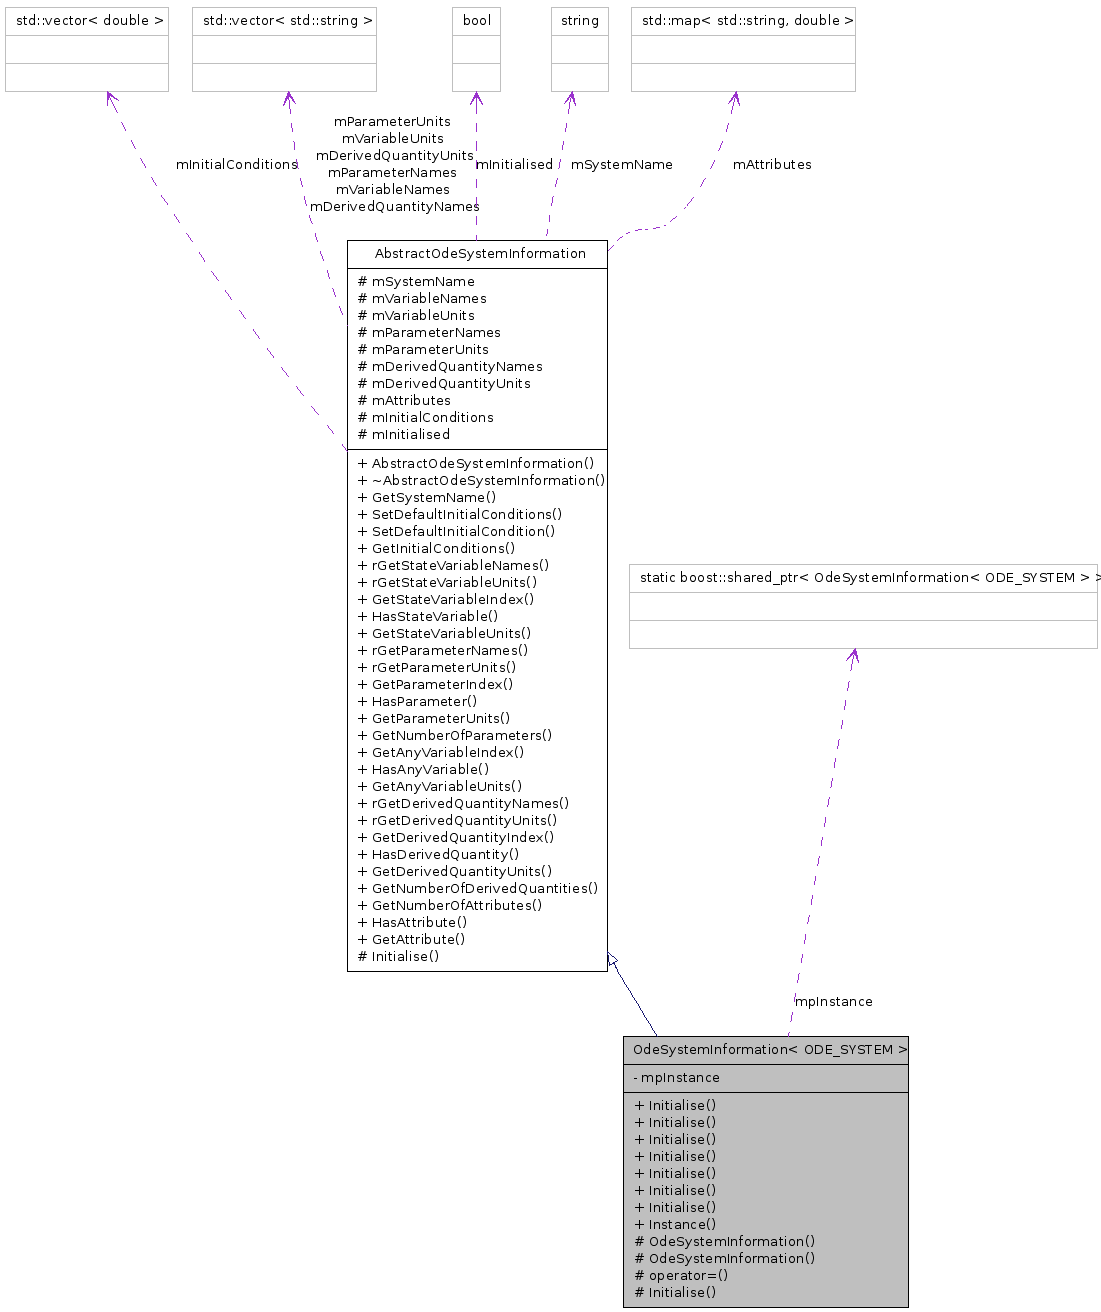 std::vector< double >
std::vector< std::string >
bool
string
std::map< std::string, double >
mParameterUnits
mVariableUnits
mDerivedQuantityUnits
mParameterNames
mVariableNames
mDerivedQuantityNames
mInitialConditions
mInitialised
mSystemName
mAttributes
AbstractOdeSystemInformation
# mSystemName
# mVariableNames
# mVariableUnits
# mParameterNames
# mParameterUnits
# mDerivedQuantityNames
# mDerivedQuantityUnits
# mAttributes
# mInitialConditions
# mInitialised
+ AbstractOdeSystemInformation()
+ ~AbstractOdeSystemInformation()
+ GetSystemName()
+ SetDefaultInitialConditions()
+ SetDefaultInitialCondition()
+ GetInitialConditions()
+ rGetStateVariableNames()
+ rGetStateVariableUnits()
+ GetStateVariableIndex()
+ HasStateVariable()
+ GetStateVariableUnits()
+ rGetParameterNames()
+ rGetParameterUnits()
+ GetParameterIndex()
+ HasParameter()
+ GetParameterUnits()
+ GetNumberOfParameters()
+ GetAnyVariableIndex()
+ HasAnyVariable()
+ GetAnyVariableUnits()
+ rGetDerivedQuantityNames()
+ rGetDerivedQuantityUnits()
+ GetDerivedQuantityIndex()
+ HasDerivedQuantity()
+ GetDerivedQuantityUnits()
+ GetNumberOfDerivedQuantities()
+ GetNumberOfAttributes()
+ HasAttribute()
+ GetAttribute()
# Initialise()
static boost::shared_ptr< OdeSystemInformation< ODE_SYSTEM > >
mpInstance
OdeSystemInformation< ODE_SYSTEM >
- mpInstance
+ Initialise()
+ Initialise()
+ Initialise()
+ Initialise()
+ Initialise()
+ Initialise()
+ Initialise()
+ Instance()
# OdeSystemInformation()
# OdeSystemInformation()
# operator=()
# Initialise()